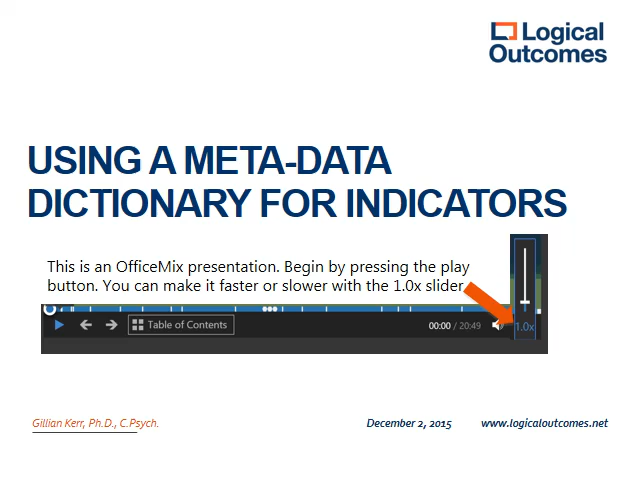 Logical
Outcomes
USING A META-DATA
DICTIONARY FOR INDICATORS
This is an OfficeMix presentation. Begin by pressing the play
button. You can make it faster or slower with the 1.0x slider
Table of Contents
00:00 / 20:49
1.0x
Gillian Kerr, Ph.D., C.Psych.
December 2, 2015
www.logicaloutcomes.net